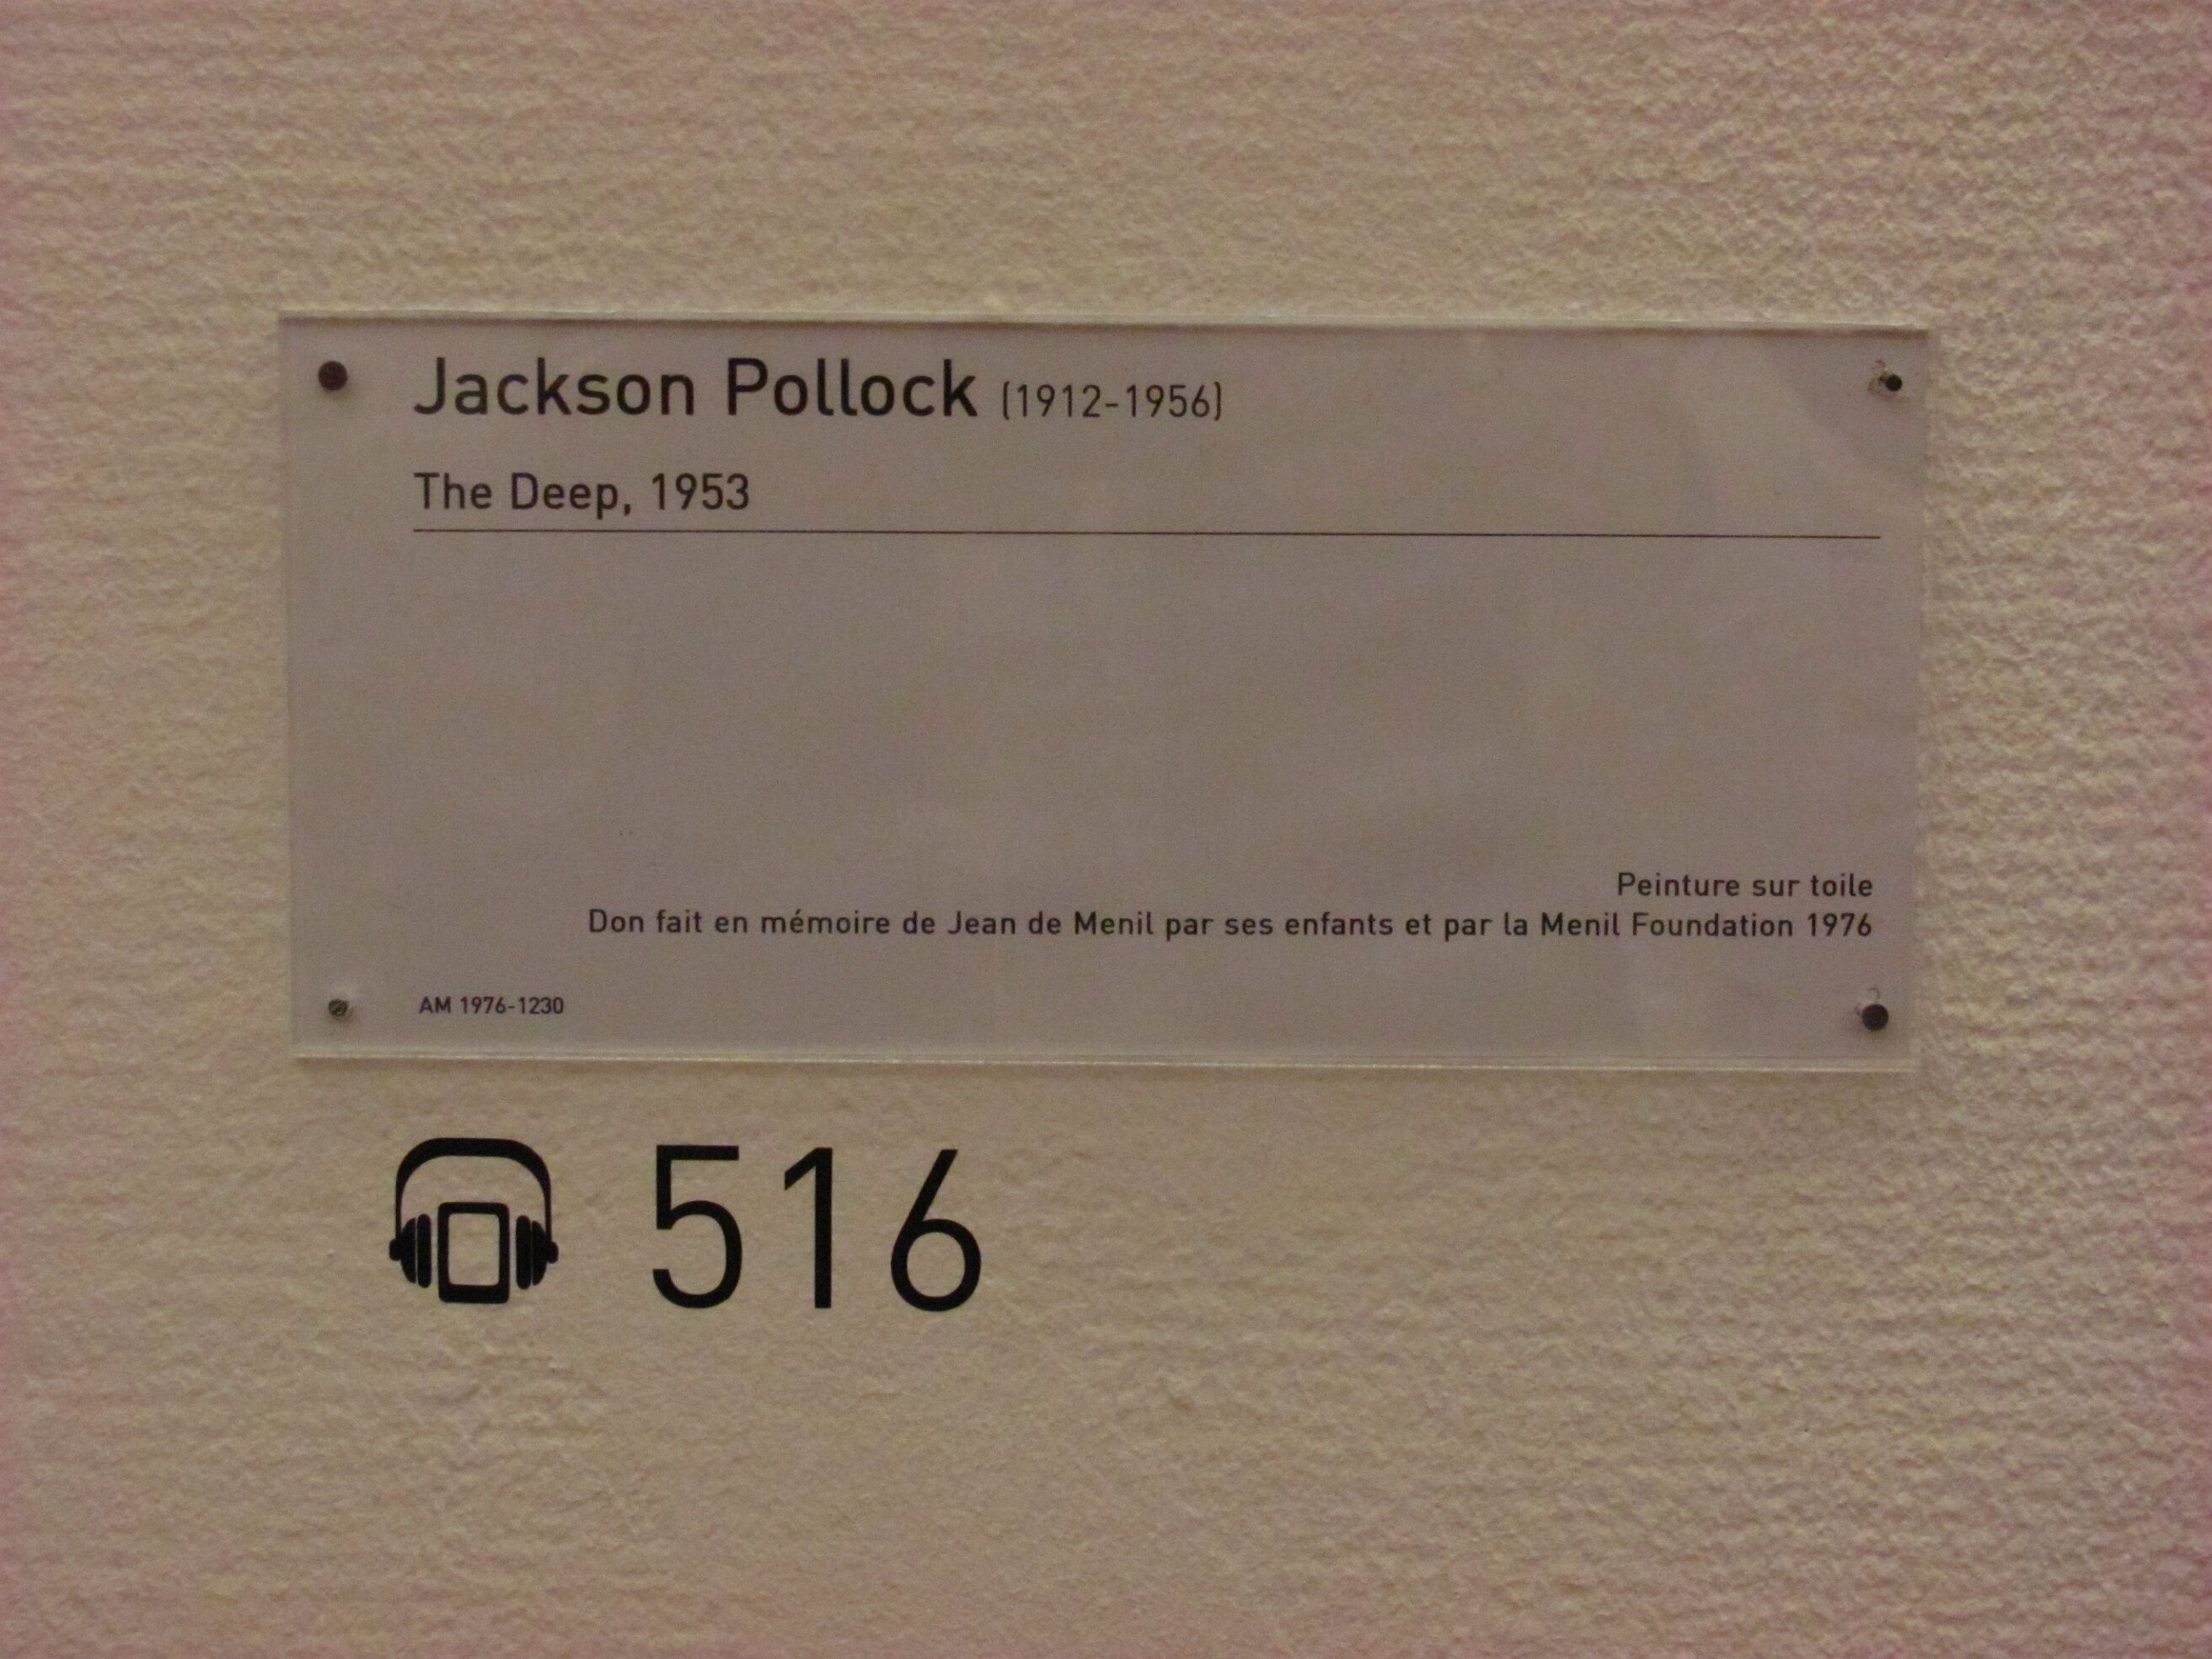 Jackson Pollock (1912-1956)
The Deep, 1953
Peinture sur toile
Don fait en mémoire de Jean de Menil par ses enfants et par la Menil Foundation 1976
AM 1976-1230
516